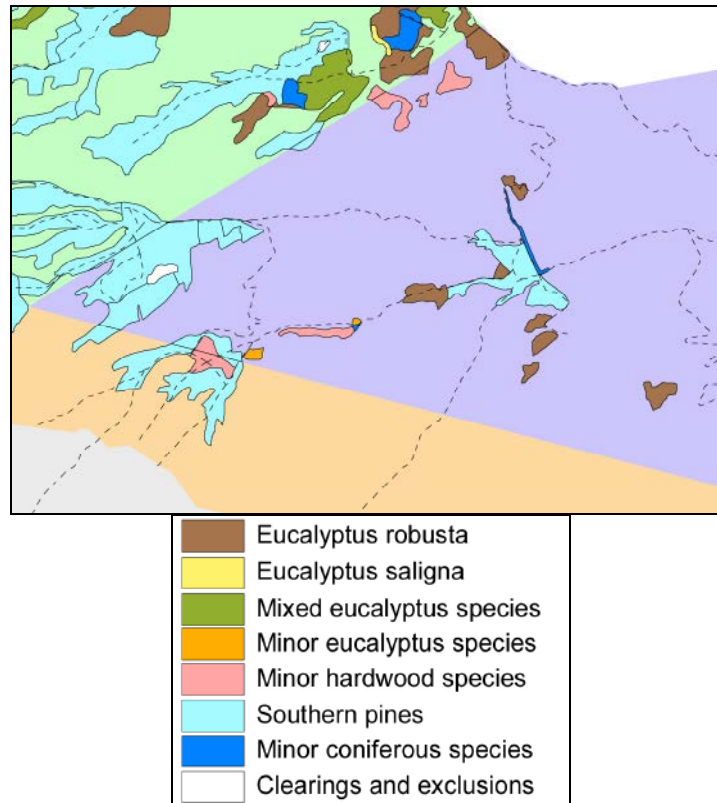 Eucalyptus robusta
Eucalyptus saligna
Mixed eucalyptus species
Minor eucalyptus species
Minor hardwood species
Southern pines
Minor coniferous species
Clearings and exclusions